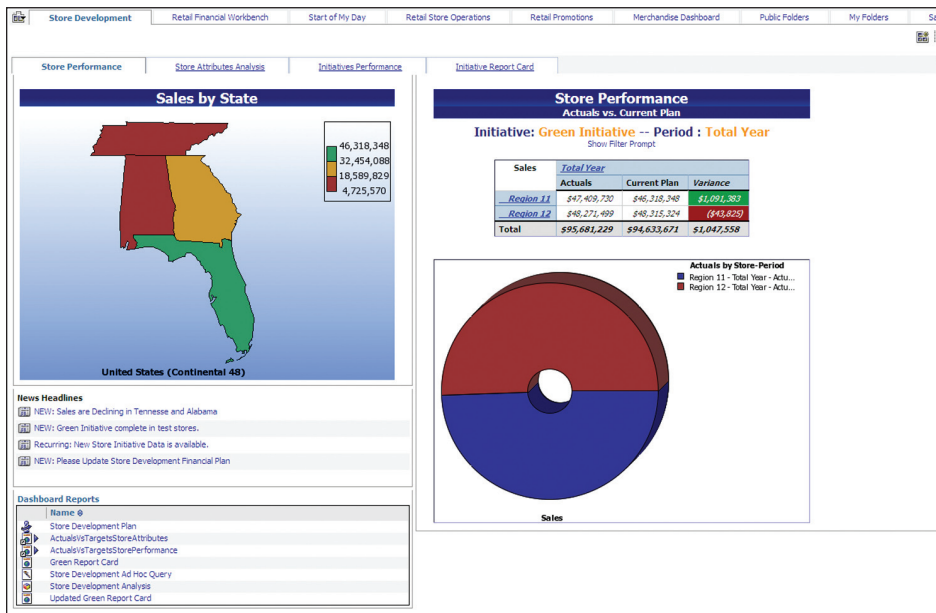 Store Development
Retail Financial Workbench
Start of My Day
Retail Store Operations
Retail Promotions
Merchandise Dashboard
Public Folders
My Folders
Store Performance
Store Attributes Analysis
Initiatives Performance
Initiative Report Card
Sales by State
46,318,348
32,454,088
18,589,829
4,725,570
United States (Continental 48)
News Headlines
NEW: Sales are Declining in Tennesse and Alabama
NEW: Green Initiative complete in test stores.
Recurring: New Store Initiative Data is available.
NEW: Please Update Store Development Financial Plan
Dashboard Reports
Name
Store Development Plan
ActualsVsTargetsStoreAttributes
ActualsVsTargetsStorePerformance
Green Report Card
Store Development Ad Hoc Query
Store Development Analysis
Updated Green Report Card
Store Performance
Actuals vs. Current Plan
Initiative: Green Initiative -- Period : Total Year
Show Filter Prompt
Sales Total Year
Actuals Current Plan Variance
Region 11 $47,409,730 $46,318,348 $1,091,383
Region 12 $48,271,499 $48,315,324 ($43,825)
Total $95,681,229 $94,633,671 $1,047,558
Actuals by Store-Period
Region 11 - Total Year - Actu...
Region 12 - Total Year - Actu...
Sales